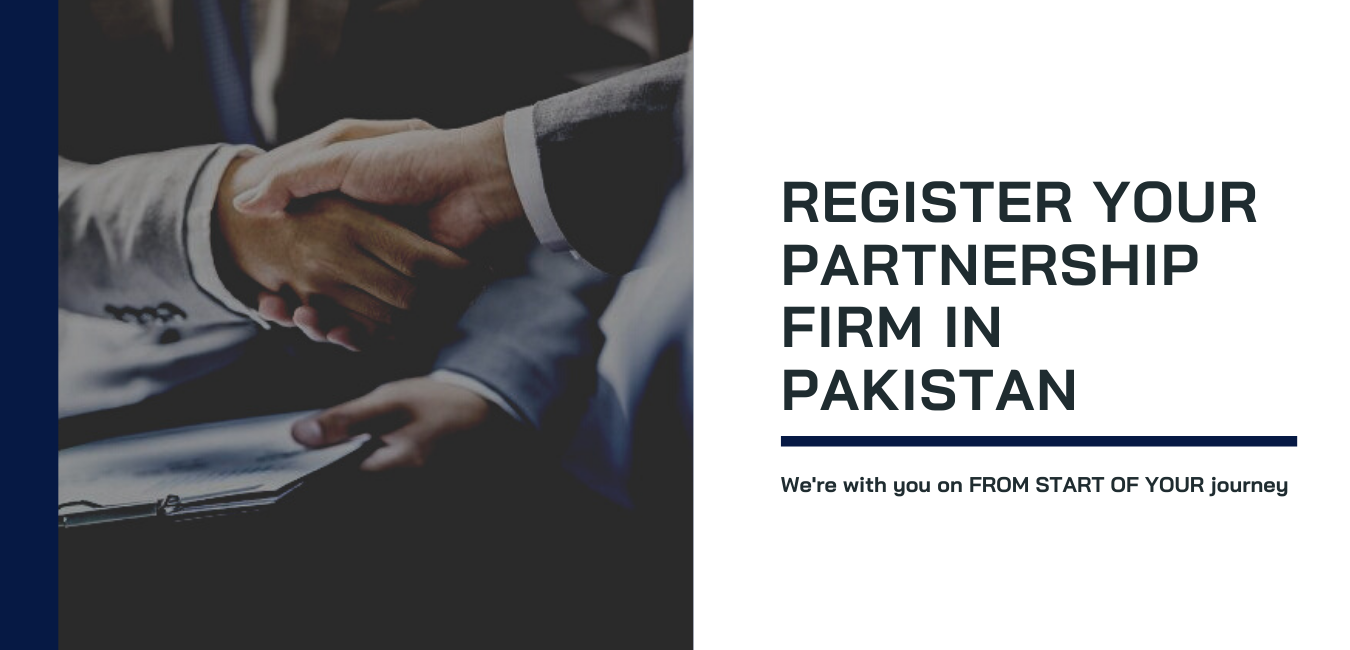 REGISTER YOUR
PARTNERSHIP
FIRM IN
PAKISTAN
We're with you on FROM START OF YOUR journey